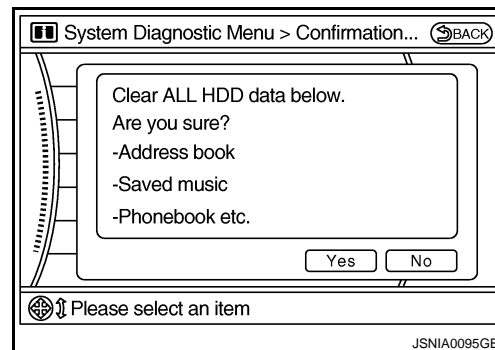 System Diagnostic Menu > Confirmation... BACK
Clear ALL HDD data below.
Are you sure?
-Address book
-Saved music
-Phonebook etc.
Yes No
Please select an item
JSNIA0095GB